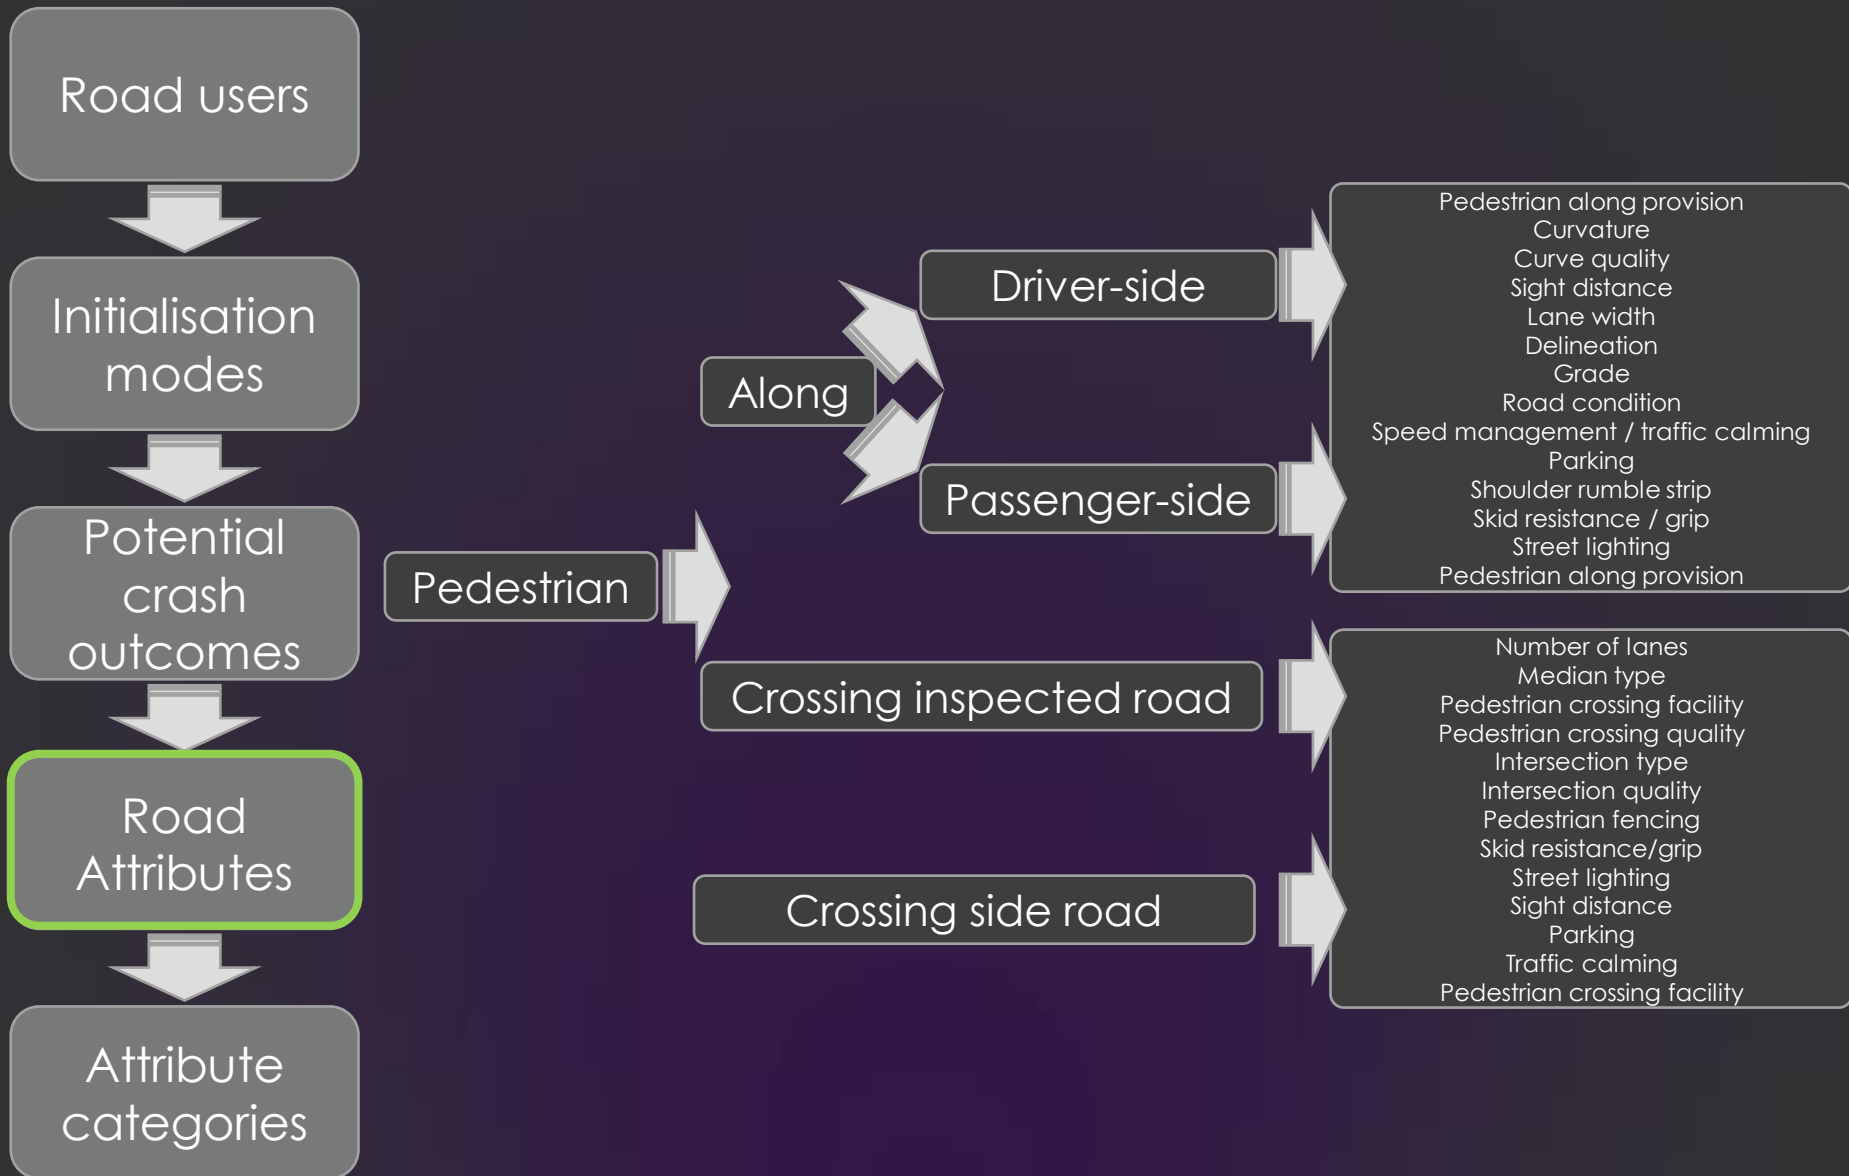 Road users
Initialisation
modes
Potential
crash
outcomes
Road
Attributes
Attribute
categories
Pedestrian
Along
Driver-side
Passenger-side
Crossing inspected road
Crossing side road
Pedestrian along provision
Curvature
Curve quality
Sight distance
Lane width
Delineation
Grade
Road condition
Speed management / traffic calming
Parking
Shoulder rumble strip
Skid resistance / grip
Street lighting
Pedestrian along provision
Number of lanes
Median type
Pedestrian crossing facility
Pedestrian crossing quality
Intersection type
Intersection quality
Pedestrian fencing
Skid resistance/grip
Street lighting
Sight distance
Parking
Traffic calming
Pedestrian crossing facility